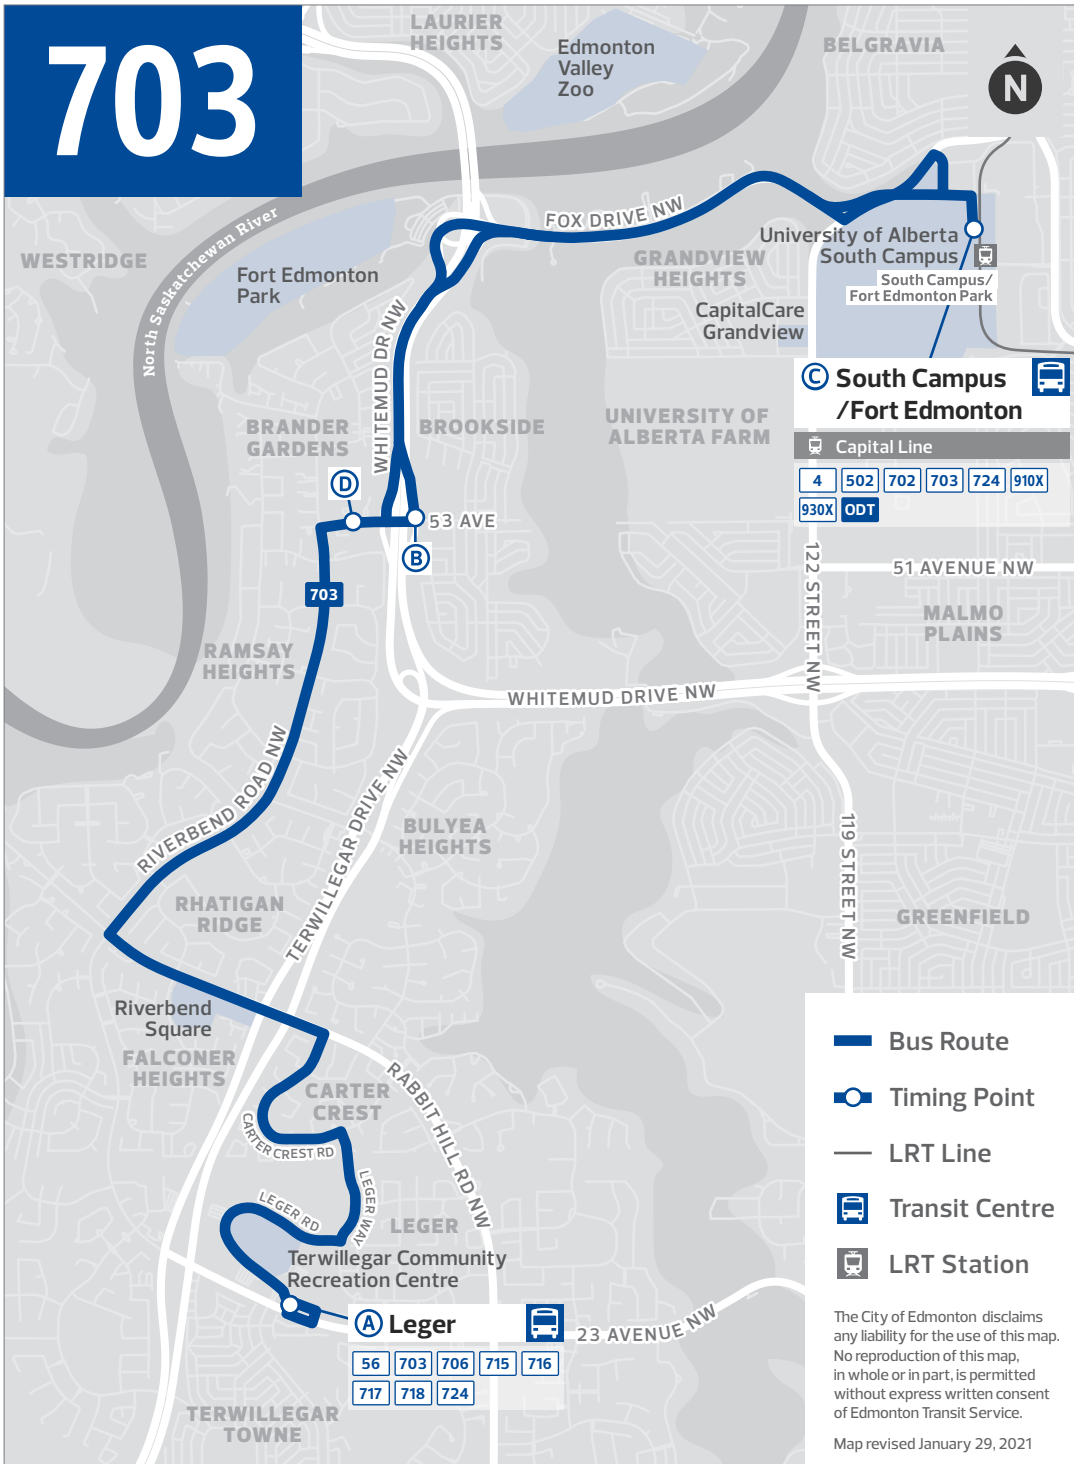 703
LAURIER
HEIGHTS
Edmonton
Valley
Zoo
BELGRAVIA
N
North Saskatchewan River
WESTRIDGE
Fort Edmonton
Park
FOX DRIVE NW
GRANDVIEW
HEIGHTS
University of Alberta
South Campus
South Campus/
Fort Edmonton Park
CapitalCare
Grandview
WHITEMUD DR NW
BRANDER
GARDENS
BROOKSIDE
UNIVERSITY OF
ALBERTA FARM
C South Campus
/Fort Edmonton
Capital Line
4 502 702 703 724 910X
930X ODT
D
53 AVE
B
703
122 STREET NW
51 AVENUE NW
MALMO
PLAINS
RAMSAY
HEIGHTS
WHITEMUD DRIVE NW
RIVERBEND ROAD NW
TERWILLEGAR DRIVE NW
BULYEA
HEIGHTS
119 STREET NW
RHATIGAN
RIDGE
GREENFIELD
Riverbend
Square
FALCONER
HEIGHTS
CARTER
CREST
RABBIT HILL RD NW
CARTER CREST RD
LEGER WAY
LEGER RD
LEGER
Terwillegar Community
Recreation Centre
A Leger
56 703 706 715 716
717 718 724
23 AVENUE NW
TERWILLEGAR
TOWNE
Bus Route
Timing Point
LRT Line
Transit Centre
LRT Station
The City of Edmonton disclaims
any liability for the use of this map.
No reproduction of this map,
in whole or in part, is permitted
without express written consent
of Edmonton Transit Service.
Map revised January 29, 2021